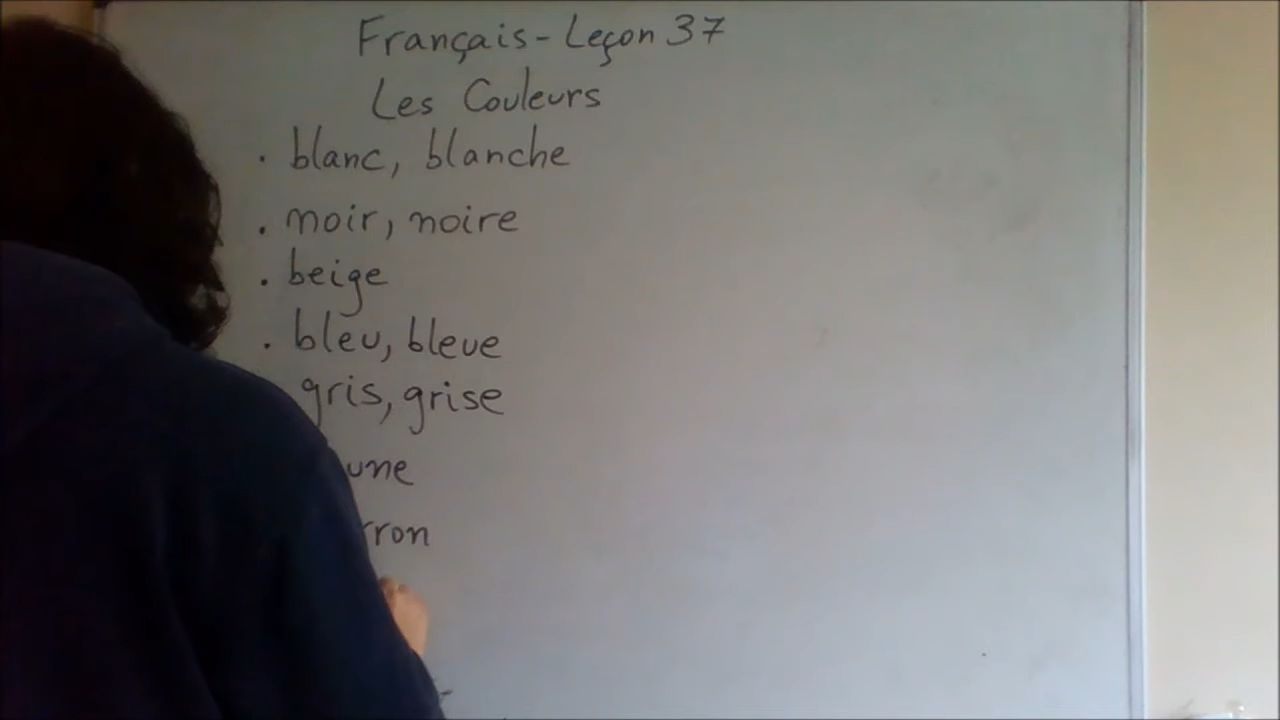 Français - Leçon 37
Les Couleurs
. blanc, blanche
. noir, noire
. beige
. bleu, bleue
gris, grise
une
rron